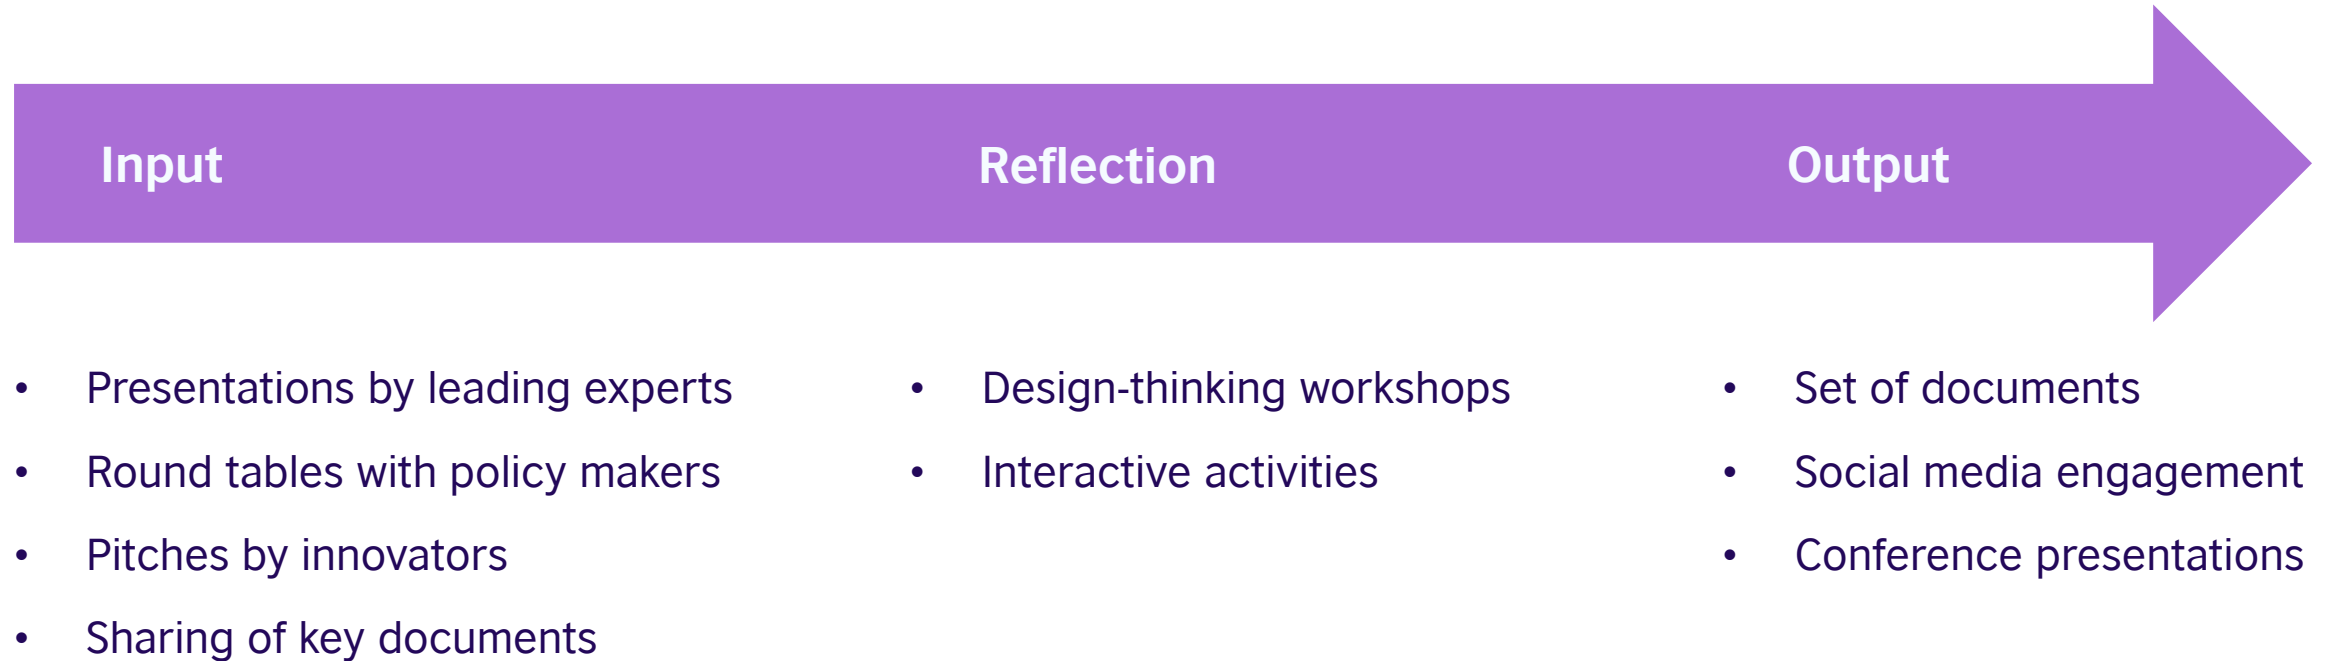 Input
Reflection
Output
• Presentations by leading experts
• Round tables with policy makers
• Pitches by innovators
• Sharing of key documents
• Design-thinking workshops
• Interactive activities
• Set of documents
• Social media engagement
• Conference presentations